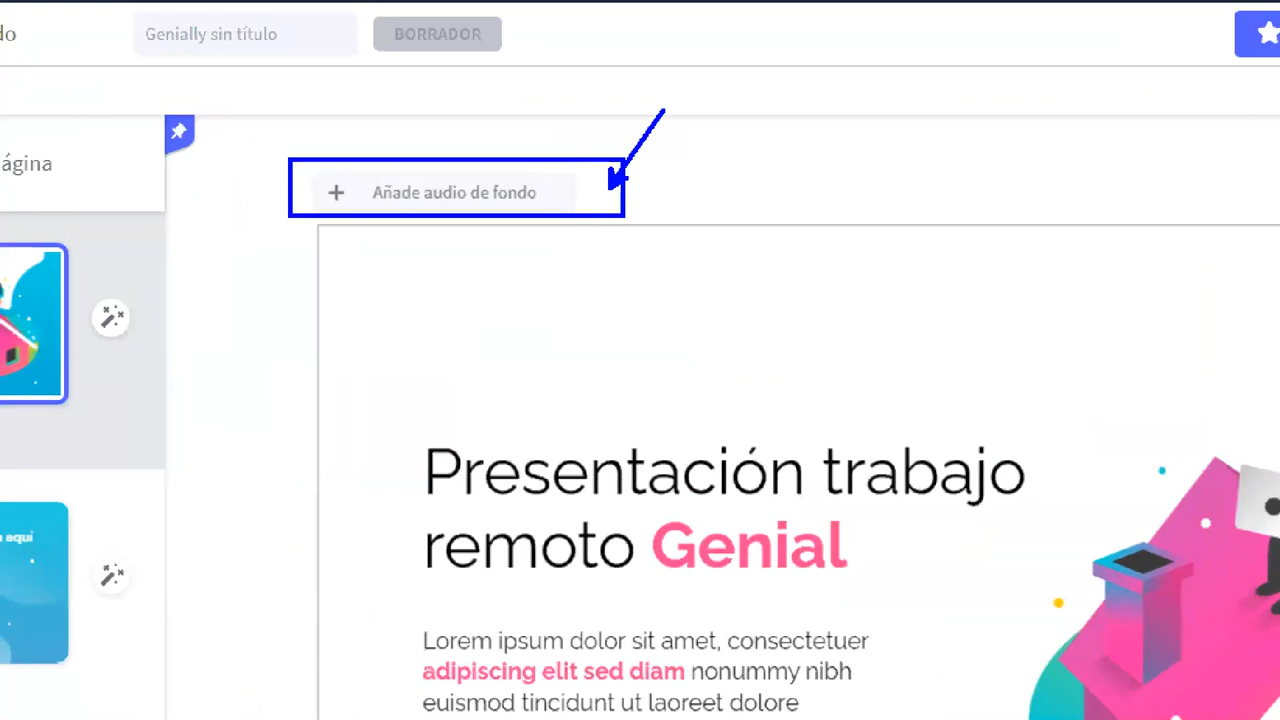 do
Genially sin título
BORRADOR
ágina
+ Añade audio de fondo
Presentación trabajo
remoto Genial
aquí
Lorem ipsum dolor sit amet, consectetuer
adipiscing elit sed diam nonummy nibh
euismod tincidunt ut laoreet dolore